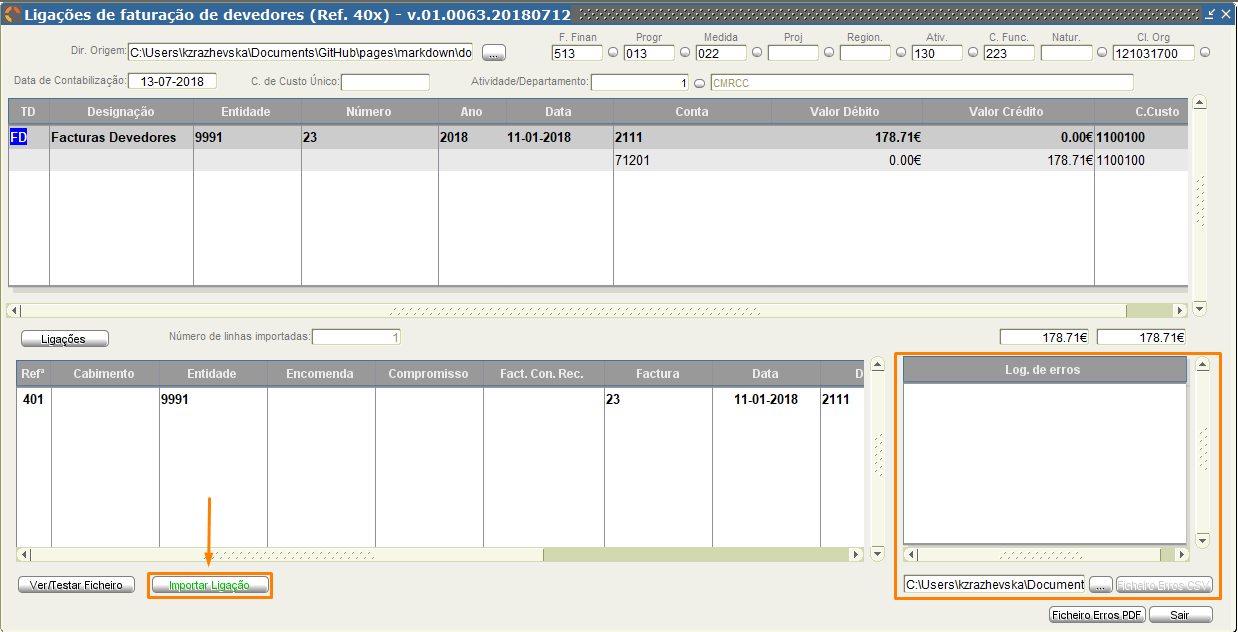 Ligações de faturação de devedores (Ref. 40x) - v.01.0063.20180712
F. Finan Progr Medida Proj Region. Ativ. C. Func. Natur. Cl. Org
Dir. Origem: C:\Users\kzrazhevska\Documents\GitHub\pages\markdown\do ... 513 013 022 130 223 121031700
Data de Contabilização: 13-07-2018 C. de Custo Único: Atividade/Departamento: 1 CMRCC
TD Designação Entidade Número Ano Data Conta Valor Débito Valor Crédito C.Custo
FD Facturas Devedores 9991 23 2018 11-01-2018 2111 178.71€ 0.00€ 1100100
71201 0.00€ 178.71€ 1100100
Ligações Número de linhas importadas: 1 178.71€ 178.71€
Refª Cabimento Entidade Encomenda Compromisso Fact. Con. Rec. Factura Data D
401 9991 23 11-01-2018 2111
Log. de erros
C:\Users\kzrazhevska\Document ... Ficheiro Erros CSV
Ver/Testar Ficheiro Importar Ligação
Ficheiro Erros PDF Sair